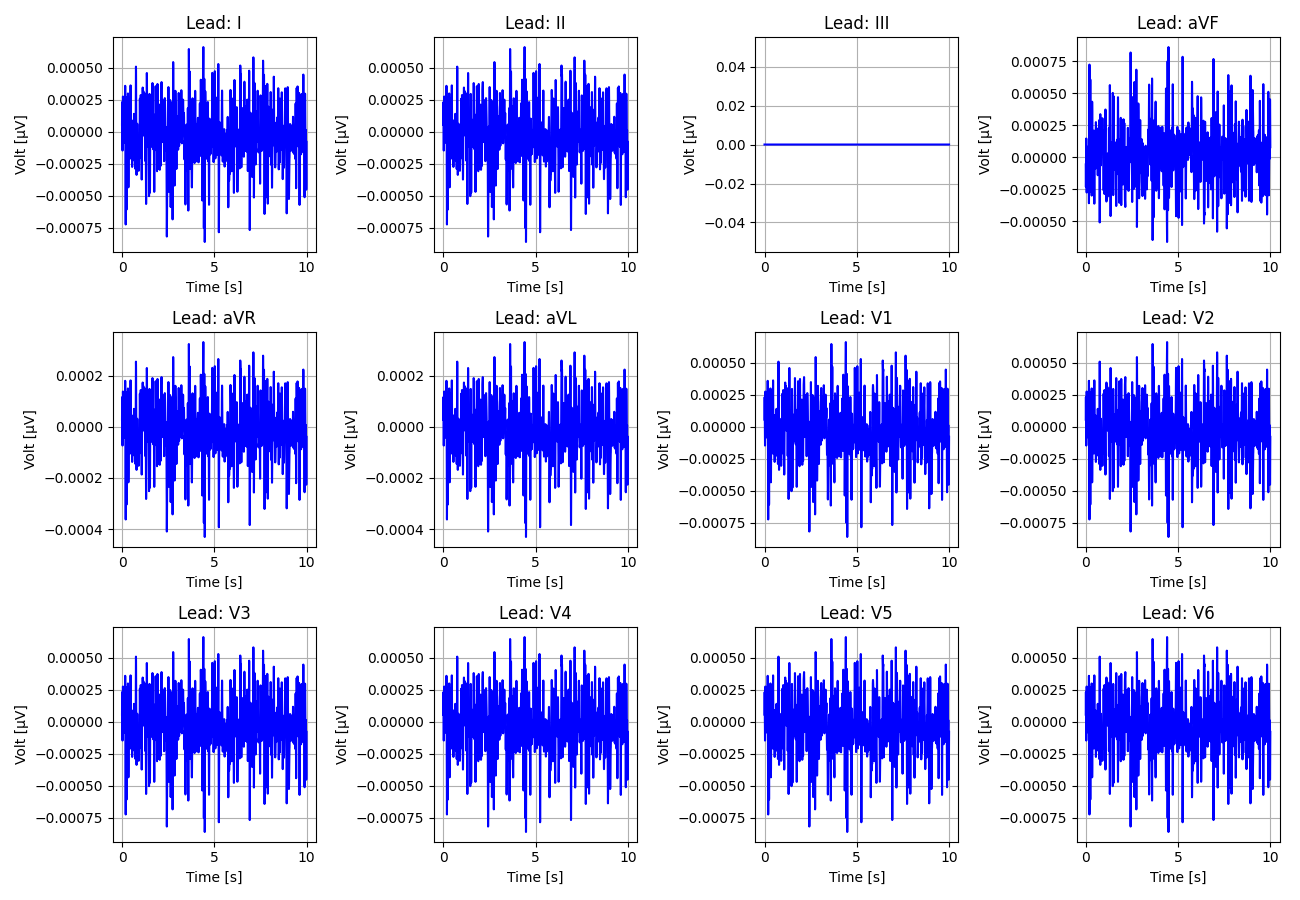 Lead: I
Volt [μV]
0.00050
0.00025
0.00000
−0.00025
−0.00050
−0.00075
0 5 10
Time [s]
Lead: II
Volt [μV]
0.00050
0.00025
0.00000
−0.00025
−0.00050
−0.00075
0 5 10
Time [s]
Lead: III
Volt [μV]
0.04
0.02
0.00
−0.02
−0.04
0 5 10
Time [s]
Lead: aVF
Volt [μV]
0.00075
0.00050
0.00025
0.00000
−0.00025
−0.00050
0 5 10
Time [s]
Lead: aVR
Volt [μV]
0.0002
0.0000
−0.0002
−0.0004
0 5 10
Time [s]
Lead: aVL
Volt [μV]
0.0002
0.0000
−0.0002
−0.0004
0 5 10
Time [s]
Lead: V1
Volt [μV]
0.00050
0.00025
0.00000
−0.00025
−0.00050
−0.00075
0 5 10
Time [s]
Lead: V2
Volt [μV]
0.00050
0.00025
0.00000
−0.00025
−0.00050
−0.00075
0 5 10
Time [s]
Lead: V3
Volt [μV]
0.00050
0.00025
0.00000
−0.00025
−0.00050
−0.00075
0 5 10
Time [s]
Lead: V4
Volt [μV]
0.00050
0.00025
0.00000
−0.00025
−0.00050
−0.00075
0 5 10
Time [s]
Lead: V5
Volt [μV]
0.00050
0.00025
0.00000
−0.00025
−0.00050
−0.00075
0 5 10
Time [s]
Lead: V6
Volt [μV]
0.00050
0.00025
0.00000
−0.00025
−0.00050
−0.00075
0 5 10
Time [s]